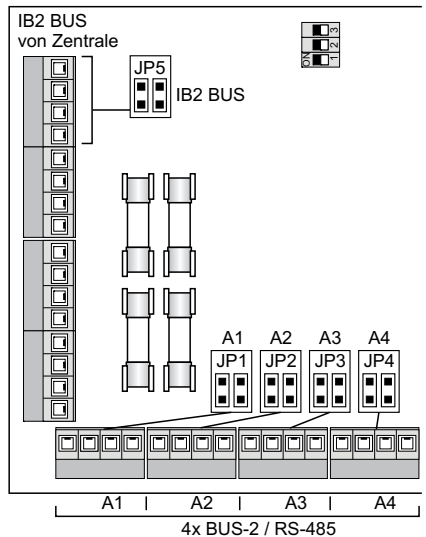 IB2 BUS
von Zentrale
JP5
IB2 BUS
ON
1 2 3
A1 A2 A3 A4
JP1 JP2 JP3 JP4
A1 A2 A3 A4
4x BUS-2 / RS-485